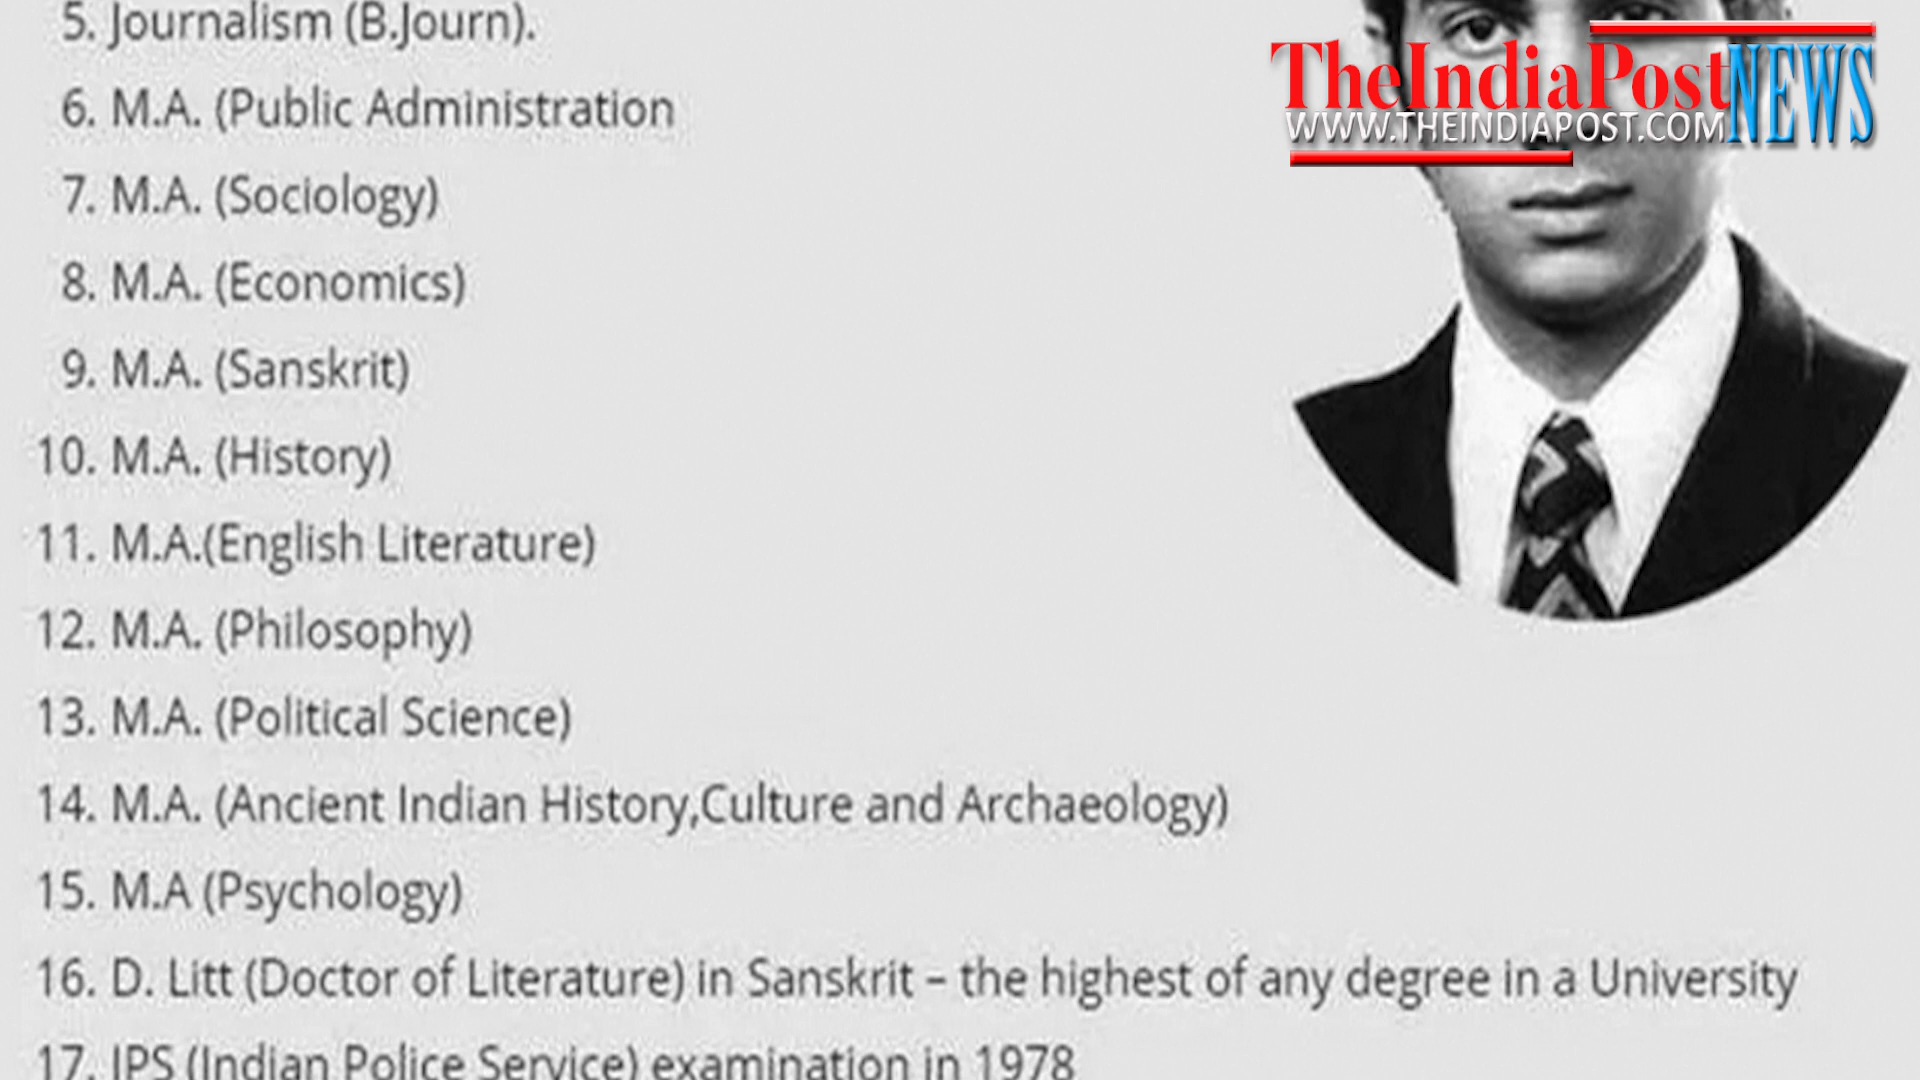 5. Journalism (B.Journ).
TheIndiaPost NEWS
WWW.THEINDIAPOST.COM
6. M.A. (Public Administration
7. M.A. (Sociology)
8. M.A. (Economics)
9. M.A. (Sanskrit)
10. M.A. (History)
11. M.A.(English Literature)
12. M.A. (Philosophy)
13. M.A. (Political Science)
14. M.A. (Ancient Indian History,Culture and Archaeology)
15. M.A (Psychology)
16. D. Litt (Doctor of Literature) in Sanskrit – the highest of any degree in a University
17. IPS (Indian Police Service) examination in 1978